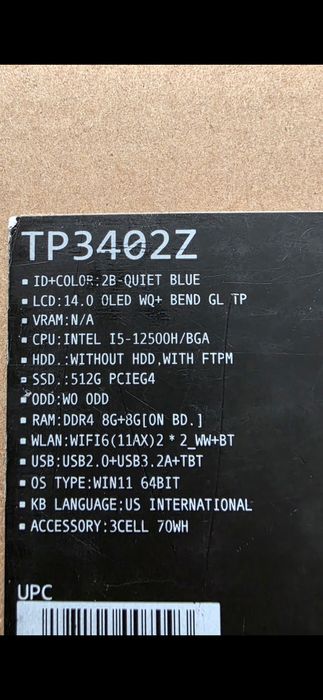 TP3402Z
▪ ID+COLOR:2B-QUIET BLUE
▪ LCD:14.0 OLED WQ+ BEND GL TP
▪ VRAM:N/A
▪ CPU:INTEL I5-12500H/BGA
▪ HDD.:WITHOUT HDD,WITH FTPM
▪ SSD.:512G PCIEG4
▪ ODD:WO ODD
▪ RAM:DDR4 8G+8G[ON BD.]
▪ WLAN:WIFI6(11AX)2*2_WW+BT
▪ USB:USB2.0+USB3.2A+TBT
▪ OS TYPE:WIN11 64BIT
▪ KB LANGUAGE:US INTERNATIONAL
▪ ACCESSORY:3CELL 70WH
UPC